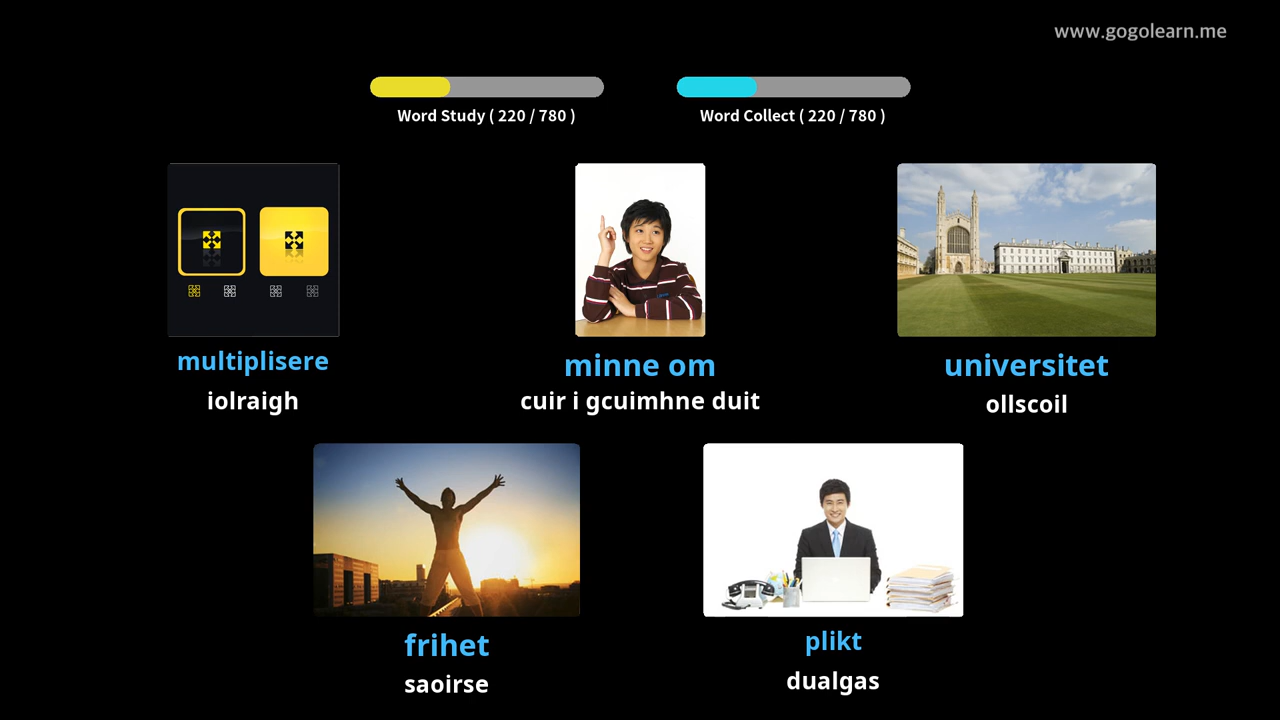 www.gogolearn.me
Word Study ( 220 / 780 )
Word Collect ( 220 / 780 )
multiplisere
iolraigh
minne om
cuir i gcuimhne duit
universitet
ollscoil
frihet
saoirse
plikt
dualgas